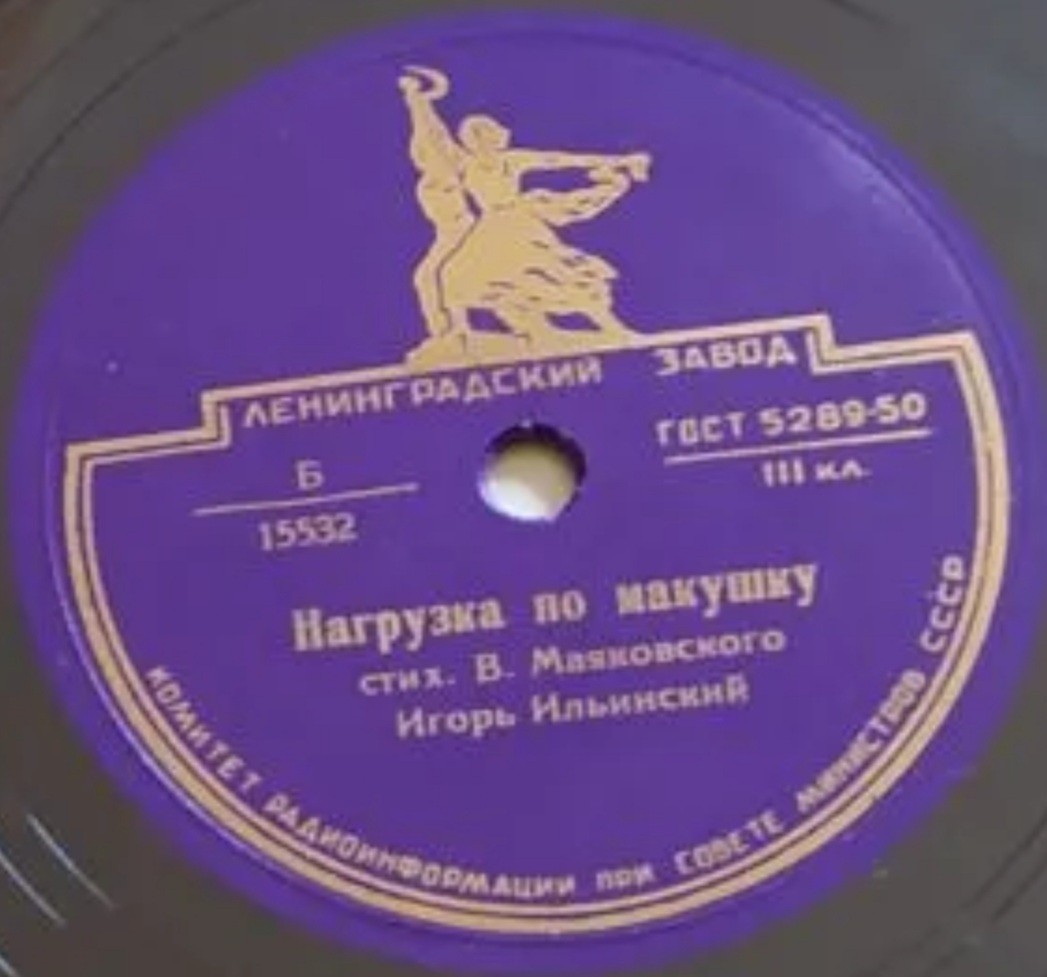 ЛЕНИНГРАДСКИЙ ЗАВОД
Б
15532
ГОСТ 5289-50
III КЛ.
Нагрузка по макушку
стих. В. Маяковского
Игорь Ильинский
КОМИТЕТ РАДИОИНФОРМАЦИИ ПРИ СОВЕТЕ МИНИСТРОВ СССР